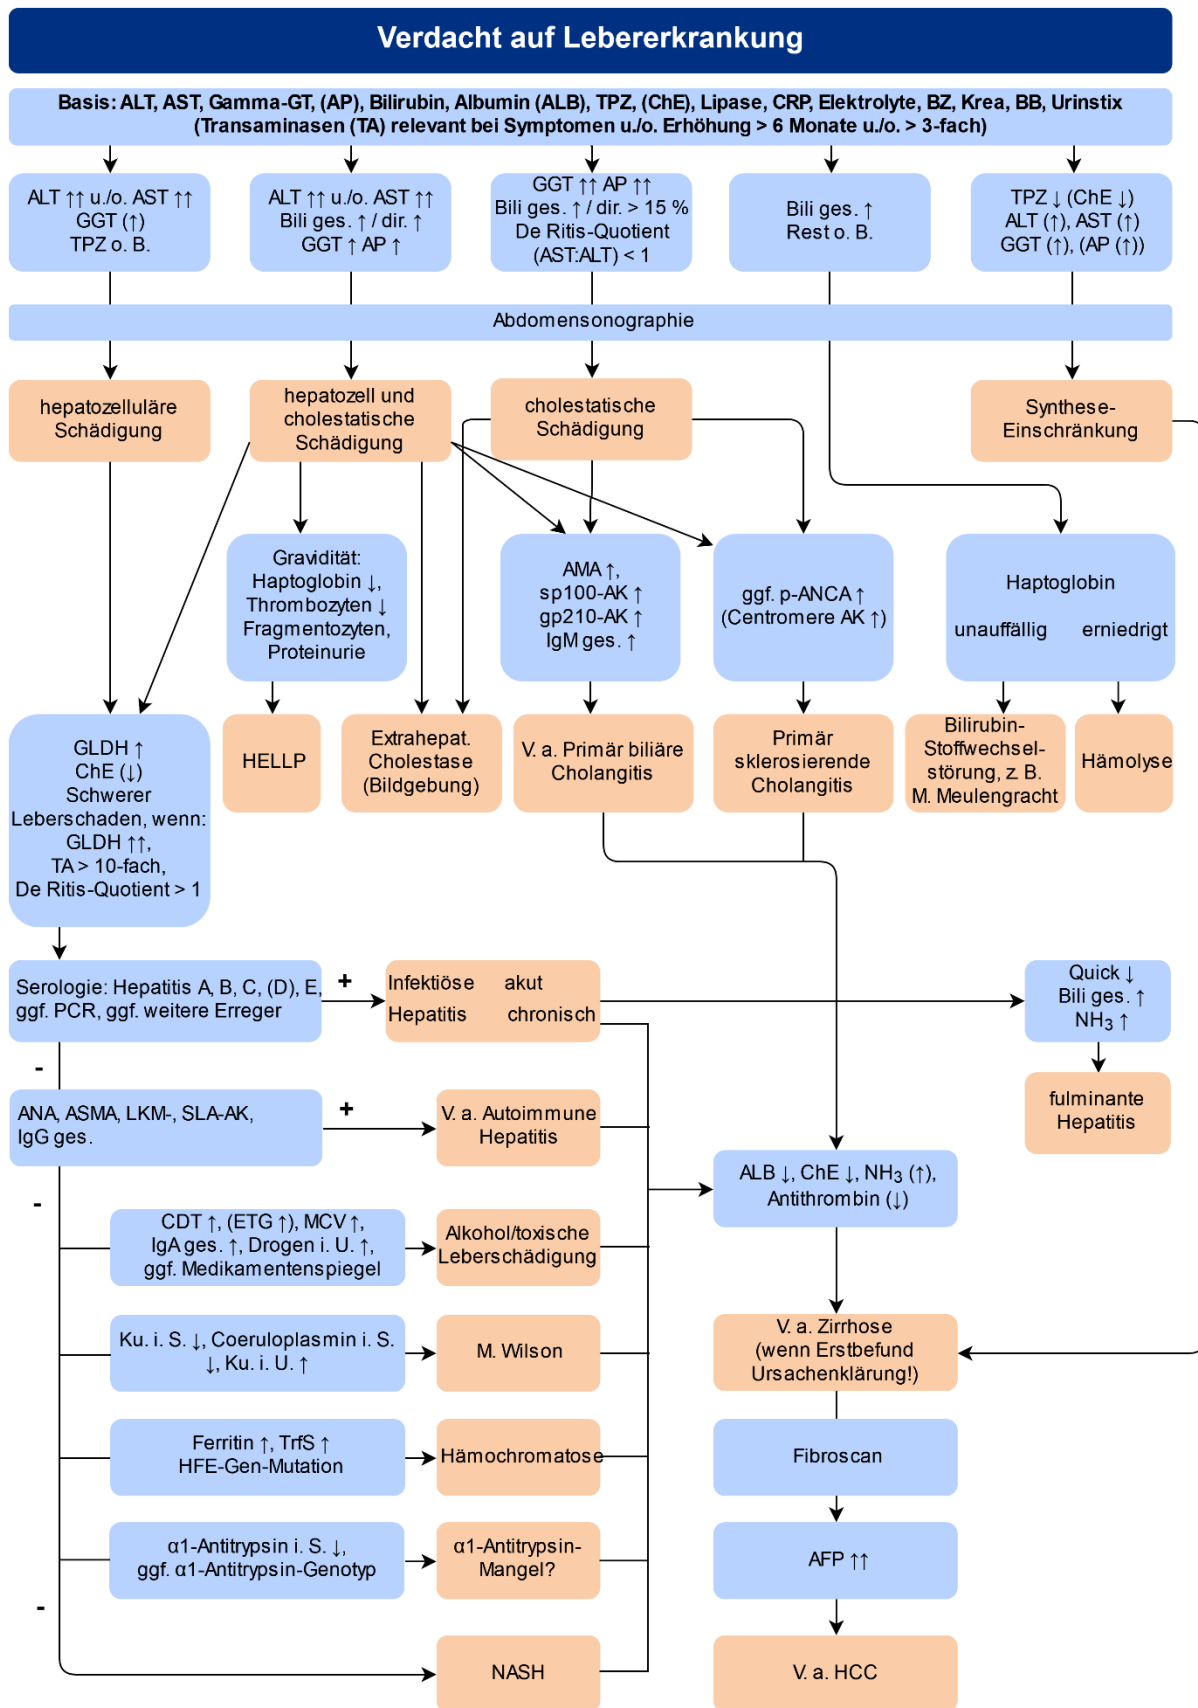 Verdacht auf Lebererkrankung
Basis: ALT, AST, Gamma-GT, (AP), Bilirubin, Albumin (ALB), TPZ, (ChE), Lipase, CRP, Elektrolyte, BZ, Krea, BB, Urinstix
(Transaminasen (TA) relevant bei Symptomen u./o. Erhöhung > 6 Monate u./o. > 3-fach)
ALT ↑↑ u./o. AST ↑↑
GGT (↑)
TPZ o. B.
ALT ↑↑ u./o. AST ↑↑
Bili ges. ↑ / dir. ↑
GGT ↑ AP ↑
GGT ↑↑ AP ↑↑
Bili ges. ↑ / dir. > 15 %
De Ritis-Quotient
(AST:ALT) < 1
Bili ges. ↑
Rest o. B.
TPZ ↓ (ChE ↓)
ALT (↑), AST (↑)
GGT (↑), (AP (↑))
Abdomensonographie
hepatozelluläre
Schädigung
hepatozell und
cholestatische
Schädigung
cholestatische
Schädigung
Synthese-
Einschränkung
Gravidität:
Haptoglobin ↓,
Thrombozyten ↓
Fragmentozyten,
Proteinurie
AMA ↑,
sp100-AK ↑
gp210-AK ↑
IgM ges. ↑
ggf. p-ANCA ↑
(Centromere AK ↑)
Haptoglobin
unauffällig erniedrigt
GLDH ↑
ChE (↓)
Schwerer
Leberschaden, wenn:
GLDH ↑↑,
TA > 10-fach,
De Ritis-Quotient > 1
HELLP
Extrahepat.
Cholestase
(Bildgebung)
V. a. Primär biliäre
Cholangitis
Primär
sklerosierende
Cholangitis
Bilirubin-
Stoffwechsel-
störung, z. B.
M. Meulengracht
Hämolyse
Serologie: Hepatitis A, B, C, (D), E,
ggf. PCR, ggf. weitere Erreger
+
Infektiöse akut
Hepatitis chronisch
Quick ↓
Bili ges. ↑
NH₃ ↑
-
fulminante
Hepatitis
ANA, ASMA, LKM-, SLA-AK,
IgG ges.
+
V. a. Autoimmune
Hepatitis
ALB ↓, ChE ↓, NH₃ (↑),
Antithrombin (↓)
-
CDT ↑, (ETG ↑), MCV ↑,
IgA ges. ↑, Drogen i. U. ↑,
ggf. Medikamentenspiegel
Alkohol/toxische
Leberschädigung
Ku. i. S. ↓, Coeruloplasmin i. S.
↓, Ku. i. U. ↑
M. Wilson
V. a. Zirrhose
(wenn Erstbefund
Ursachenklärung!)
Ferritin ↑, TrfS ↑
HFE-Gen-Mutation
Hämochromatose
Fibroscan
α1-Antitrypsin i. S. ↓,
ggf. α1-Antitrypsin-Genotyp
α1-Antitrypsin-
Mangel?
AFP ↑↑
-
NASH
V. a. HCC